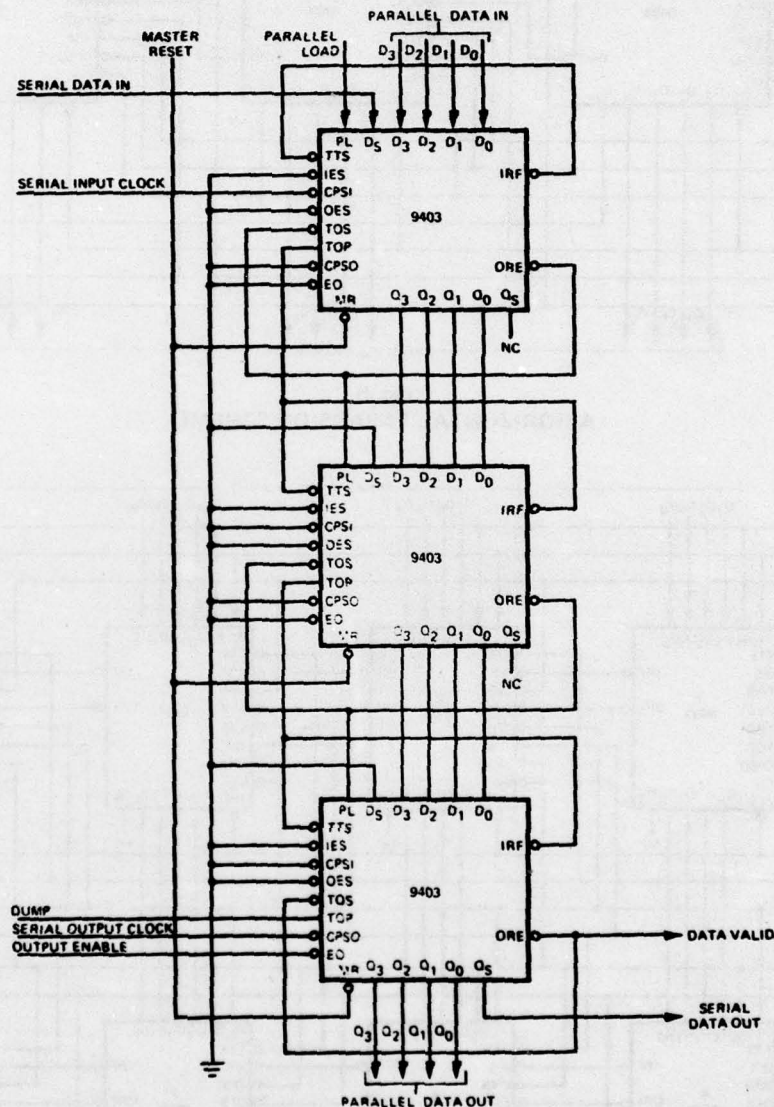 PARALLEL DATA IN
MASTER RESET
PARALLEL LOAD
D3 D2 D1 D0
SERIAL DATA IN
PL DS D3 D2 D1 D0
TTS
IES
IRF
SERIAL INPUT CLOCK
CPSI
OES
9403
TOS
TOP
CPSO
ORE
EO
MR Q3 Q2 Q1 Q0 QS
NC
PL DS D3 D2 D1 D0
TTS
IES
IRF
CPSI
OES
9403
TOS
TOP
CPSO
ORE
EO
MR Q3 Q2 Q1 Q0 QS
NC
PL DS D3 D2 D1 D0
TTS
IES
IRF
CPSI
OES
9403
TOS
DUMP
TOP
SERIAL OUTPUT CLOCK
CPSO
ORE
DATA VALID
OUTPUT ENABLE
EO
MR Q3 Q2 Q1 Q0 QS
SERIAL DATA OUT
Q3 Q2 Q1 Q0
PARALLEL DATA OUT